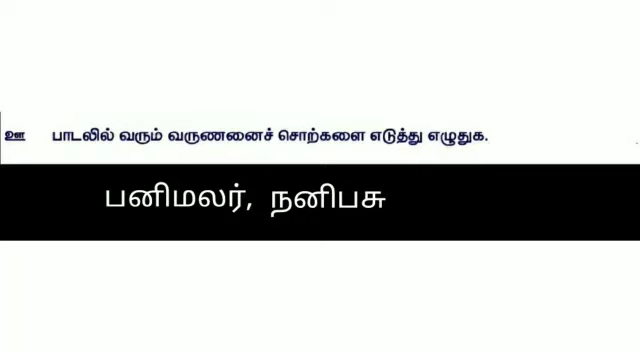 ஊ பாடலில் வரும் வருணனைச் சொற்களை எடுத்து எழுதுக.
பனிமலர், நனிபசு